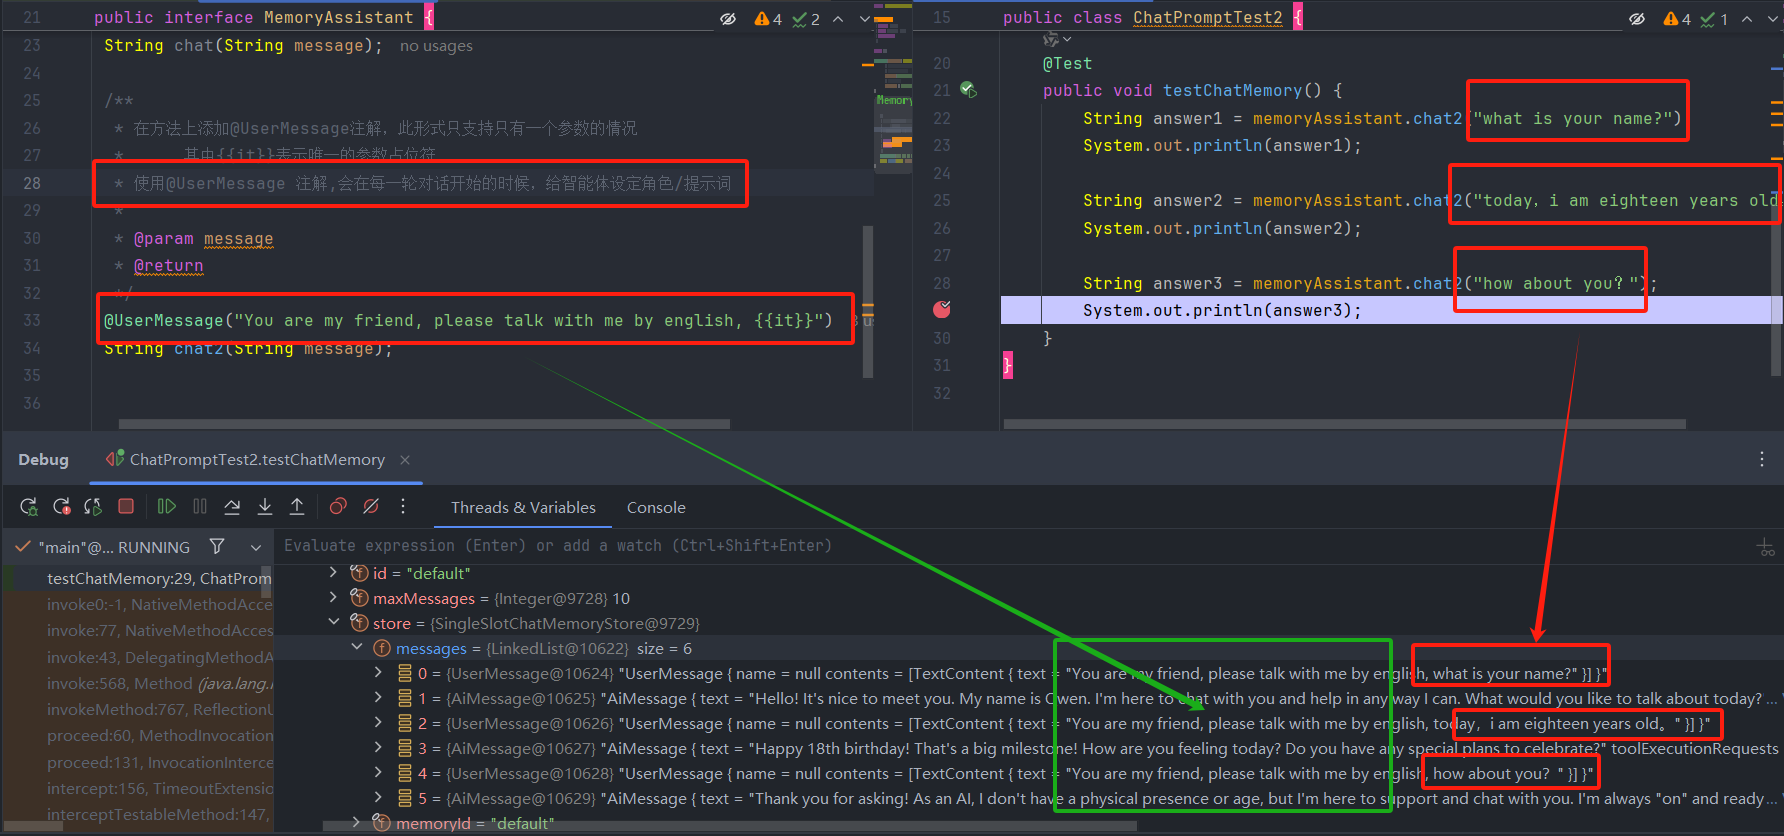 21 public interface MemoryAssistant { 4 2
23 String chat(String message); no usages
24
25 /**
26 * 在方法上添加@UserMessage注解，此形式只支持只有一个参数的情况
27 * 其中{{it}}表示唯一的参数占位符
28 * 使用@UserMessage 注解,会在每一轮对话开始的时候，给智能体设定角色/提示词
29 *
30 * @param message
31 * @return
32 */
33 @UserMessage("You are my friend, please talk with me by english, {{it}}")
34 String chat2(String message);
35
36
Memory
15 public class ChatPromptTest2 { 4 1
20 @Test
21 public void testChatMemory() {
22 String answer1 = memoryAssistant.chat2("what is your name?")
23 System.out.println(answer1);
24
25 String answer2 = memoryAssistant.chat2("today，i am eighteen years old
26 System.out.println(answer2);
27
28 String answer3 = memoryAssistant.chat2("how about you？");
System.out.println(answer3);
30 }
31 }
32
Debug ChatPromptTest2.testChatMemory
Threads & Variables Console
"main"@... RUNNING
Evaluate expression (Enter) or add a watch (Ctrl+Shift+Enter)
testChatMemory:29, ChatProm
invoke0:-1, NativeMethodAcce
invoke:77, NativeMethodAcces
invoke:43, DelegatingMethodA
invoke:568, Method (java.lang.r
invokeMethod:767, ReflectionU
proceed:60, MethodInvocation
proceed:131, InvocationInterce
intercept:156, TimeoutExtensio
interceptTestableMethod:147,
id = "default"
maxMessages = {Integer@9728} 10
store = {SingleSlotChatMemoryStore@9729}
messages = {LinkedList@10622} size = 6
0 = {UserMessage@10624} "UserMessage { name = null contents = [TextContent { text = "You are my friend, please talk with me by english, what is your name?" }] }"
1 = {AiMessage@10625} "AiMessage { text = "Hello! It's nice to meet you. My name is Qwen. I'm here to chat with you and help in any way I can. What would you like to talk about today? ...
2 = {UserMessage@10626} "UserMessage { name = null contents = [TextContent { text = "You are my friend, please talk with me by english, today，i am eighteen years old。" }] }"
3 = {AiMessage@10627} "AiMessage { text = "Happy 18th birthday! That's a big milestone! How are you feeling today? Do you have any special plans to celebrate?" toolExecutionRequests
4 = {UserMessage@10628} "UserMessage { name = null contents = [TextContent { text = "You are my friend, please talk with me by english, how about you？" }] }"
5 = {AiMessage@10629} "AiMessage { text = "Thank you for asking! As an AI, I don't have a physical presence or age, but I'm here to support and chat with you. I'm always "on" and ready ...
memoryId = "default"